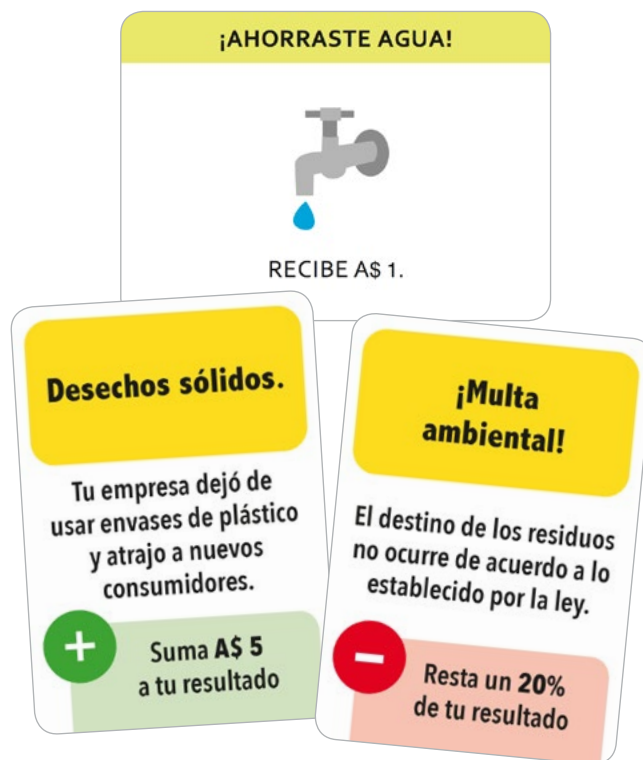 ¡AHORRASTE AGUA!
RECIBE A$ 1.
Desechos sólidos.
Tu empresa dejó de
usar envases de plástico
y atrajo a nuevos
consumidores.
+
Suma A$ 5
a tu resultado
¡Multa
ambiental!
El destino de los residuos
no ocurre de acuerdo a lo
establecido por la ley.
−
Resta un 20%
de tu resultado